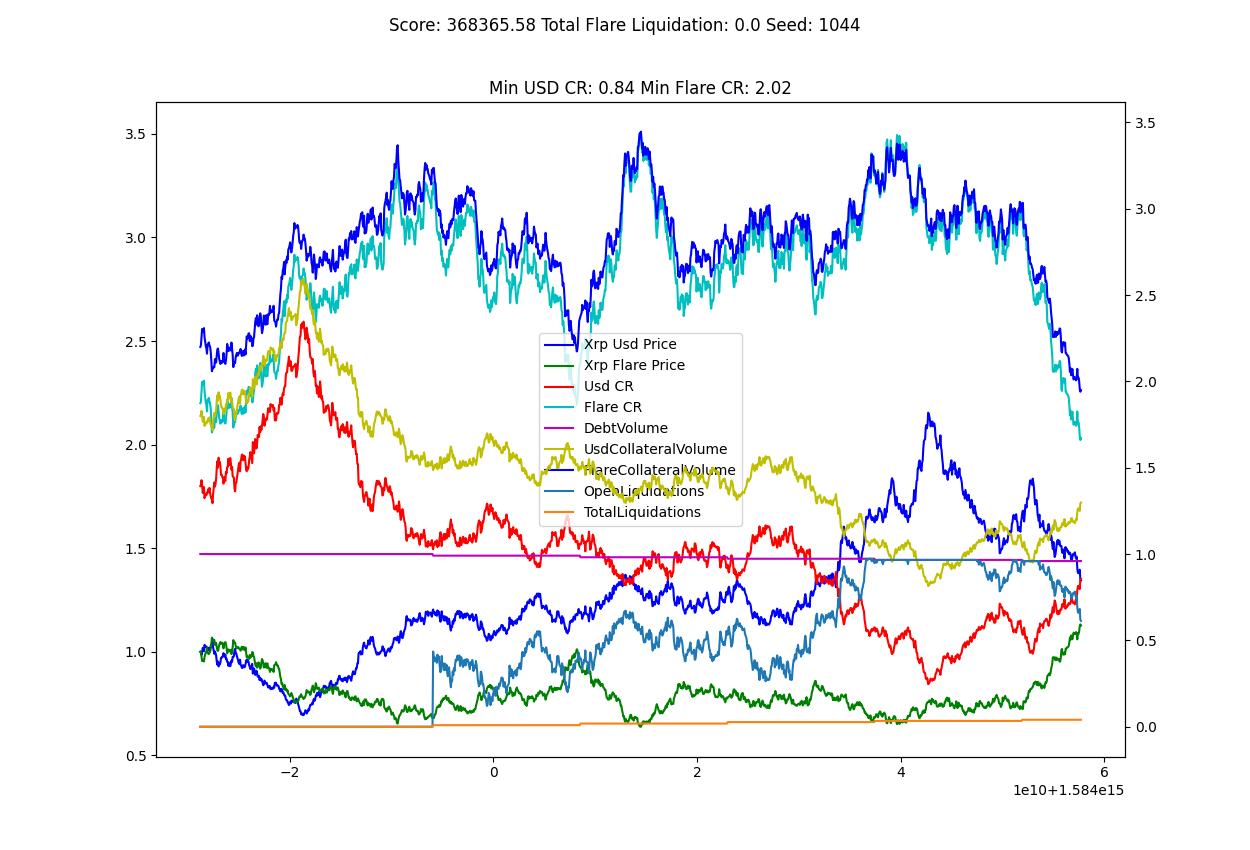 Score: 368365.58 Total Flare Liquidation: 0.0 Seed: 1044
Min USD CR: 0.84 Min Flare CR: 2.02
3.5
3.0
2.5
2.0
1.5
1.0
0.5
3.5
3.0
2.5
2.0
1.5
1.0
0.5
0.0
Xrp Usd Price
Xrp Flare Price
Usd CR
Flare CR
DebtVolume
UsdCollateralVolume
FlareCollateralVolume
OpenLiquidations
TotalLiquidations
−2 0 2 4 6
1e10+1.584e15